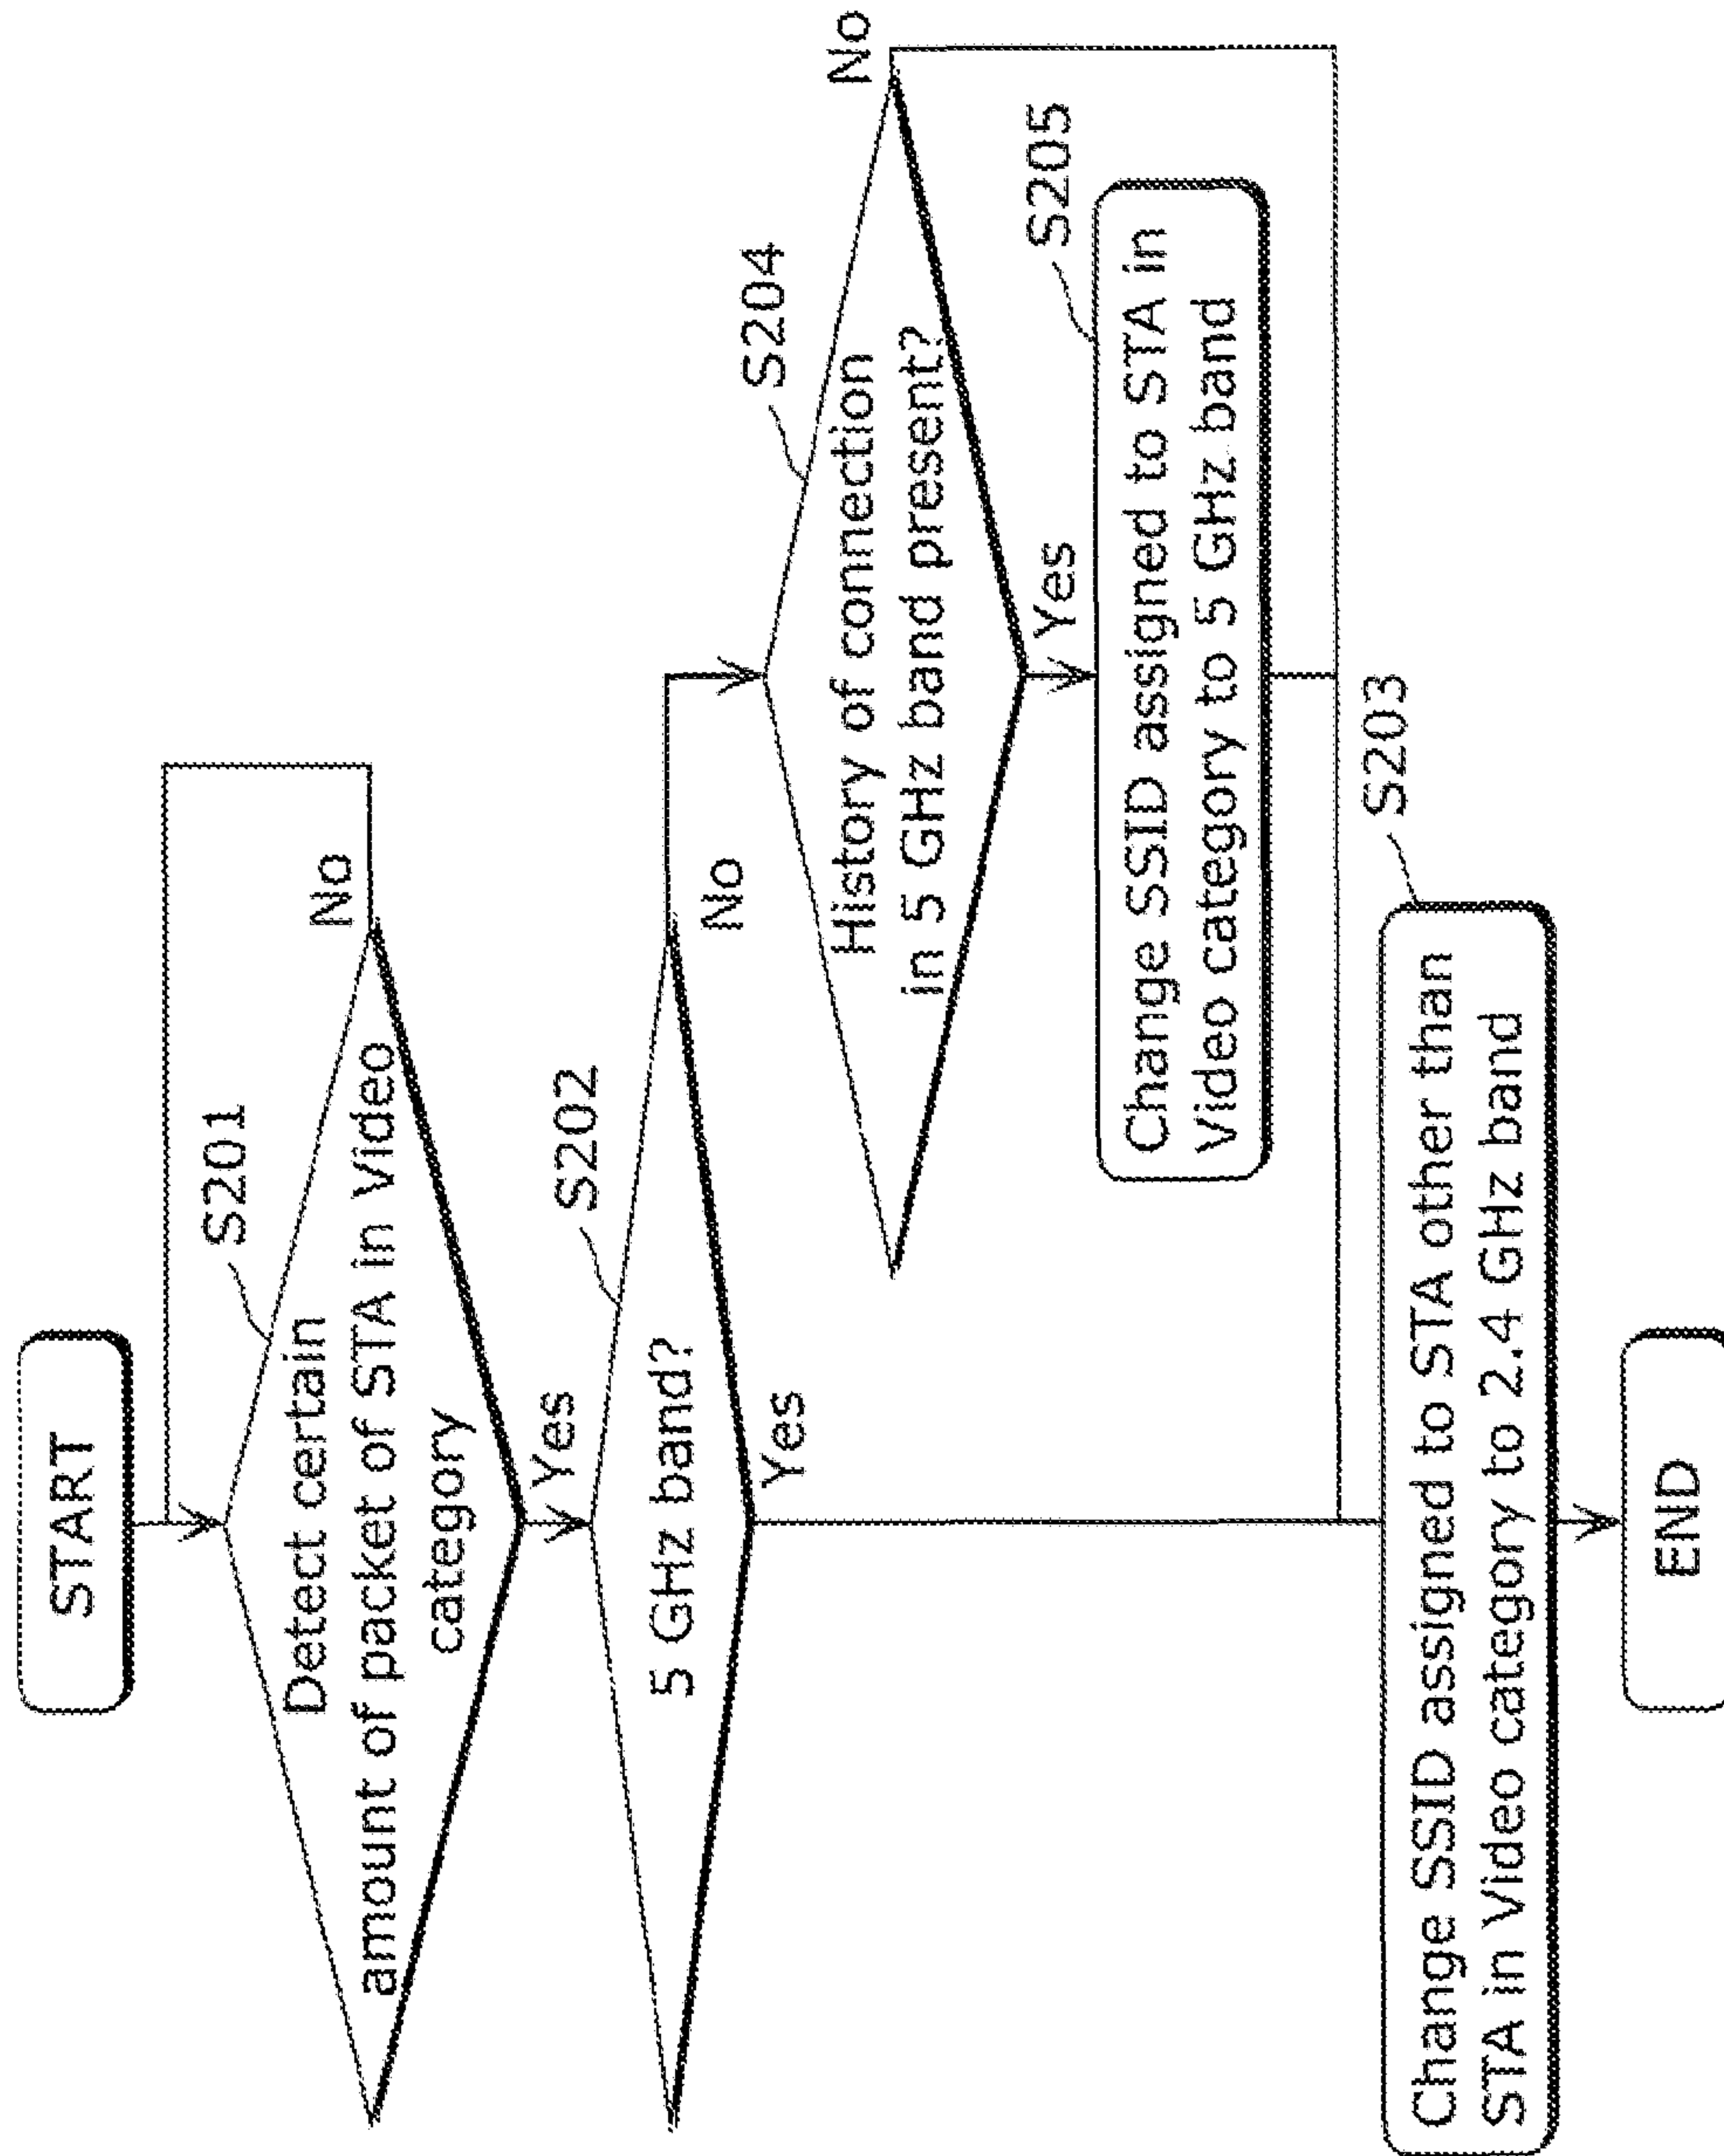 START
S201
Detect certain
amount of packet of STA in Video
category
No
Yes
S202
5 GHz band?
No
Yes
S204
History of connection
in 5 GHz band present?
No
Yes
S205
Change SSID assigned to STA in
Video category to 5 GHz band
S203
Change SSID assigned to STA other than
STA in Video category to 2.4 GHz band
END